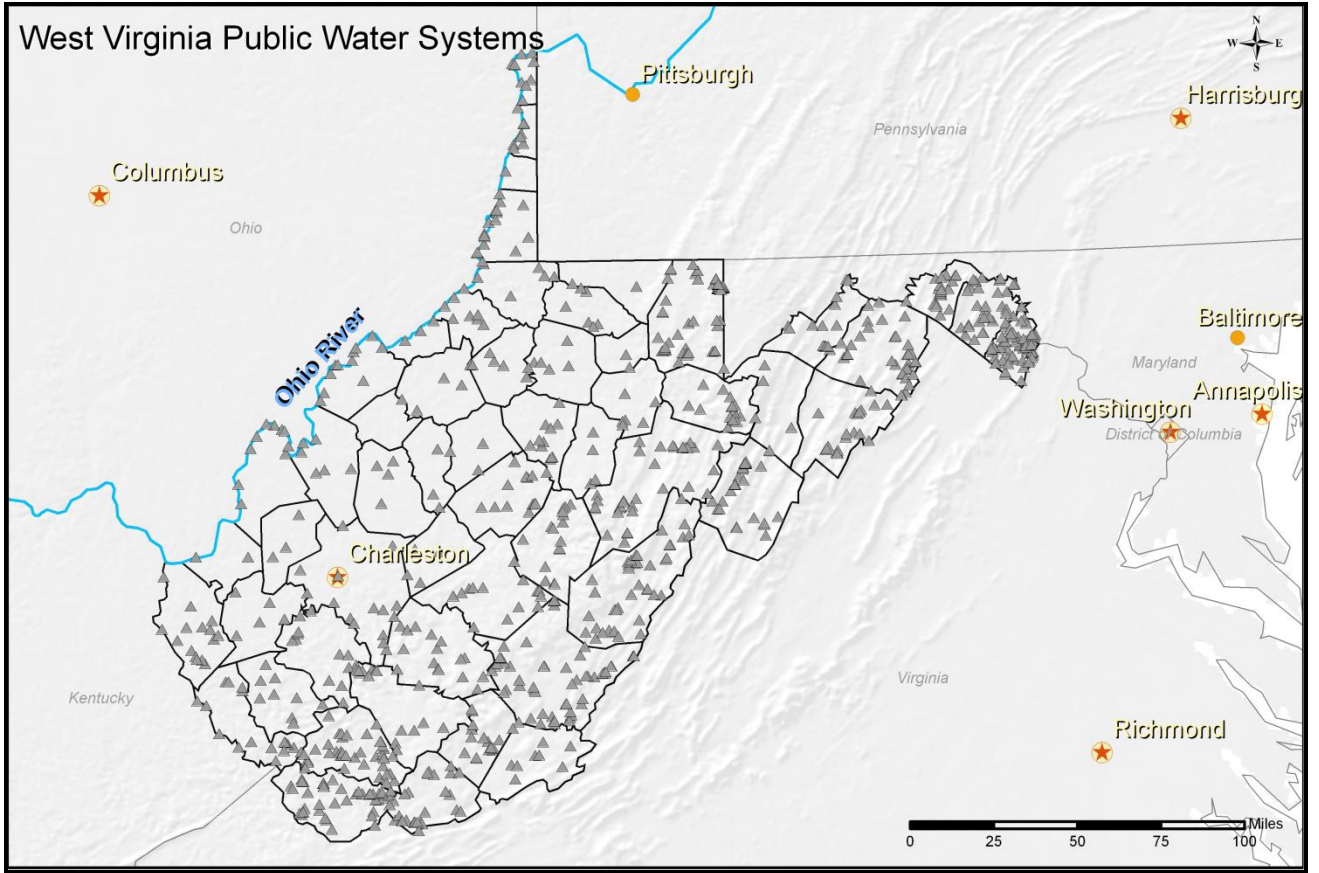 West Virginia Public Water Systems
N
W E
S
Pittsburgh
Harrisburg
Pennsylvania
Columbus
Ohio
Ohio River
Baltimore
Maryland
Annapolis
Washington
District of Columbia
Charleston
Kentucky
Virginia
Richmond
Miles
0 25 50 75 100